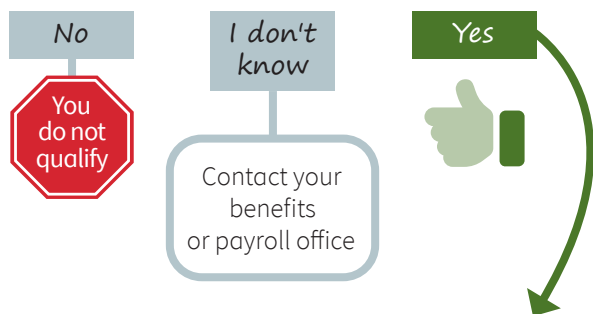 No
You
do not
qualify
I don't
know
Contact your
benefits
or payroll office
Yes